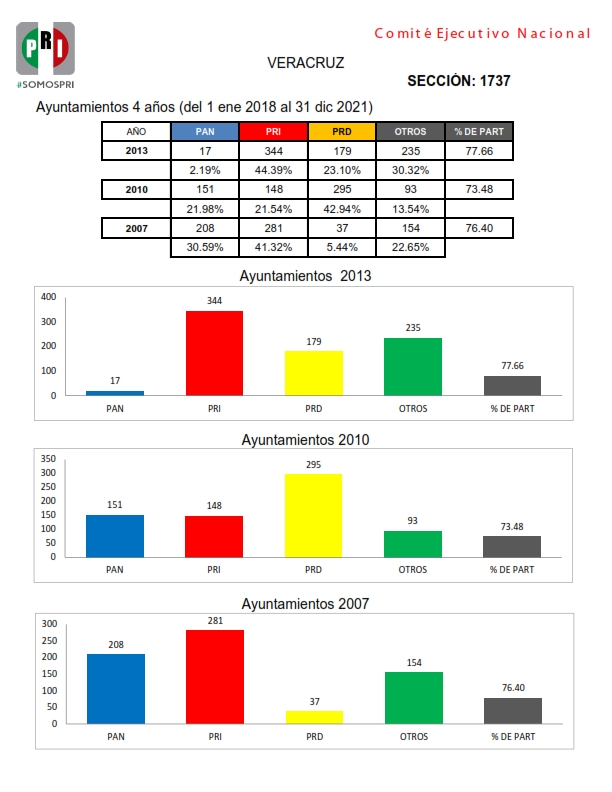 Comité Ejecutivo Nacional
PRI
#SOMOSPRI
VERACRUZ
SECCIÓN: 1737
Ayuntamientos 4 años (del 1 ene 2018 al 31 dic 2021)
AÑO PAN PRI PRD OTROS % DE PART
2013 17 344 179 235 77.66
2.19% 44.39% 23.10% 30.32%
2010 151 148 295 93 73.48
21.98% 21.54% 42.94% 13.54%
2007 208 281 37 154 76.40
30.59% 41.32% 5.44% 22.65%
Ayuntamientos 2013
400
300
200
100
0
17 344 179 235 77.66
PAN PRI PRD OTROS % DE PART
Ayuntamientos 2010
350
300
250
200
150
100
50
0
151 148 295 93 73.48
PAN PRI PRD OTROS % DE PART
Ayuntamientos 2007
300
250
200
150
100
50
0
208 281 37 154 76.40
PAN PRI PRD OTROS % DE PART